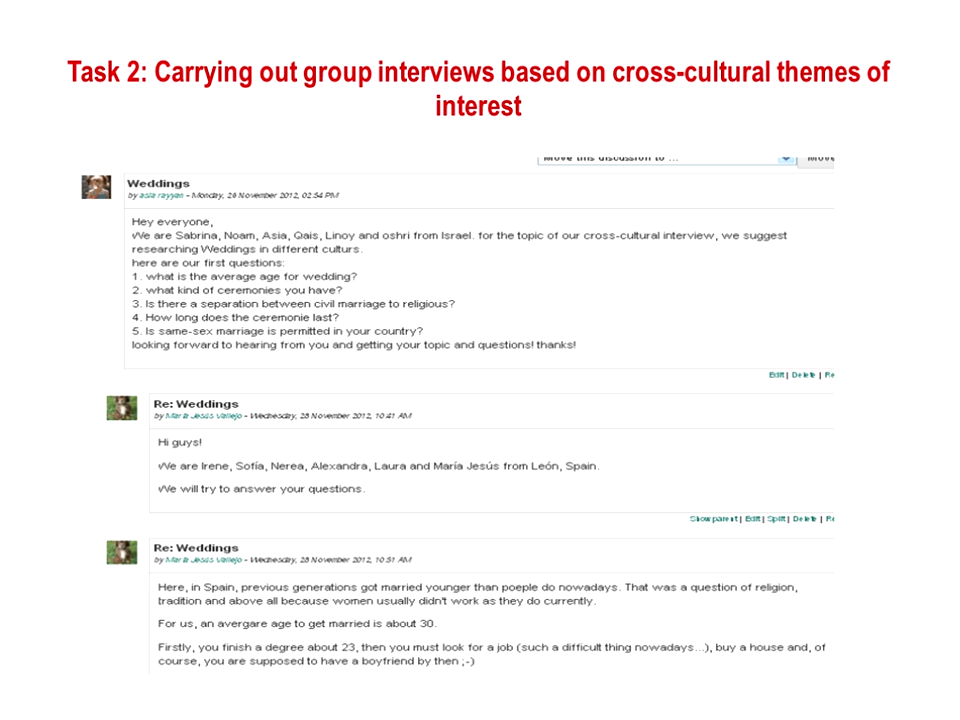 Task 2: Carrying out group interviews based on cross-cultural themes of
interest
Move this discussion to ...
Move
Weddings
by asia rayyan - Monday, 26 November 2012, 02:54 PM
Hey everyone,
We are Sabrina, Noam, Asia, Qais, Linoy and oshri from Israel. for the topic of our cross-cultural interview, we suggest
researching Weddings in different culturs.
here are our first questions:
1. what is the average age for wedding?
2. what kind of ceremonies you have?
3. Is there a separation between civil marriage to religious?
4. How long does the ceremonie last?
5. Is same-sex marriage is permitted in your country?
looking forward to hearing from you and getting your topic and questions! thanks!
Edit | Delete | Re
Re: Weddings
by María Jesús Vallejo - Wednesday, 28 November 2012, 10:41 AM
Hi guys!
We are Irene, Sofía, Nerea, Alexandra, Laura and María Jesús from León, Spain.
We will try to answer your questions.
Show parent | Edit | Split | Delete | Re
Re: Weddings
by María Jesús Vallejo - Wednesday, 28 November 2012, 10:51 AM
Here, in Spain, previous generations got married younger than poeple do nowadays. That was a question of religion,
tradition and above all because women usually didn't work as they do currently.
For us, an avergare age to get married is about 30.
Firstly, you finish a degree about 23, then you must look for a job (such a difficult thing nowadays...), buy a house and, of
course, you are supposed to have a boyfriend by then ;-)